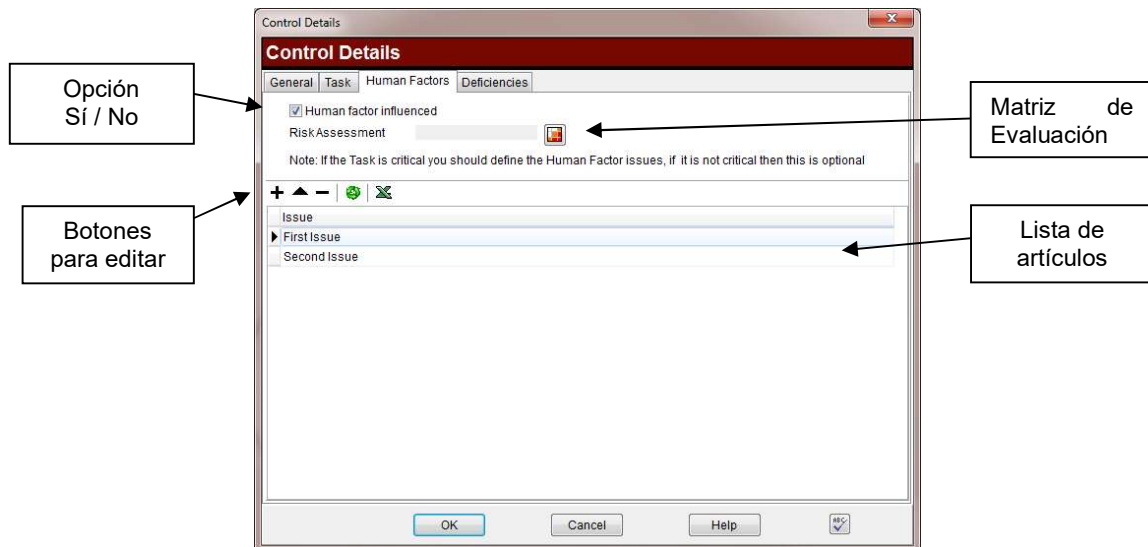 Control Details
Control Details
General Task Human Factors Deficiencies
Opción
Sí / No
Human factor influenced
Risk Assessment
Matriz de
Evaluación
Note: If the Task is critical you should define the Human Factor issues, if it is not critical then this is optional
Botones
para editar
Issue
First Issue
Second Issue
Lista de
artículos
OK Cancel Help
ABC